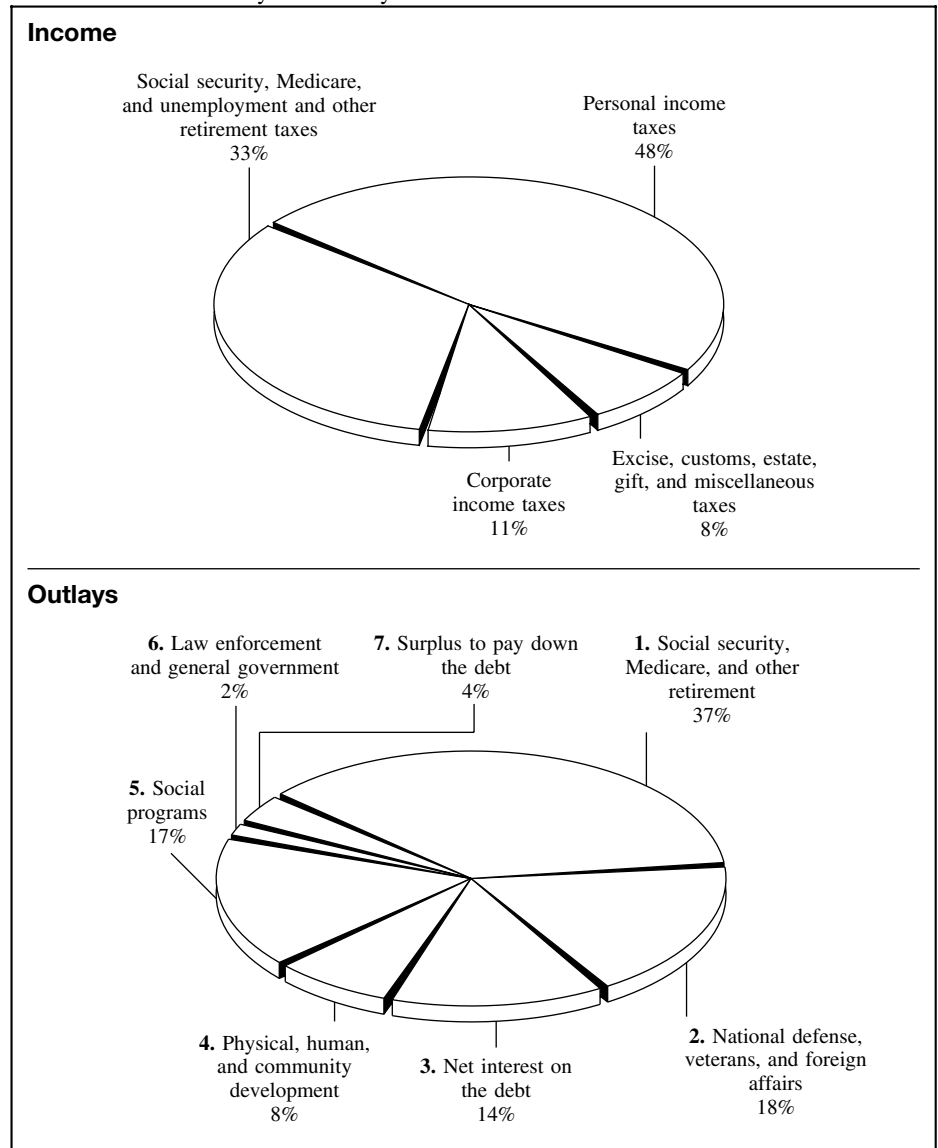 Income
Social security, Medicare,
and unemployment and other
retirement taxes
33%
Personal income
taxes
48%
Corporate
income taxes
11%
Excise, customs, estate,
gift, and miscellaneous
taxes
8%
Outlays
6. Law enforcement
and general government
2%
7. Surplus to pay down
the debt
4%
1. Social security,
Medicare, and other
retirement
37%
5. Social
programs
17%
4. Physical, human,
and community
development
8%
3. Net interest on
the debt
14%
2. National defense,
veterans, and foreign
affairs
18%